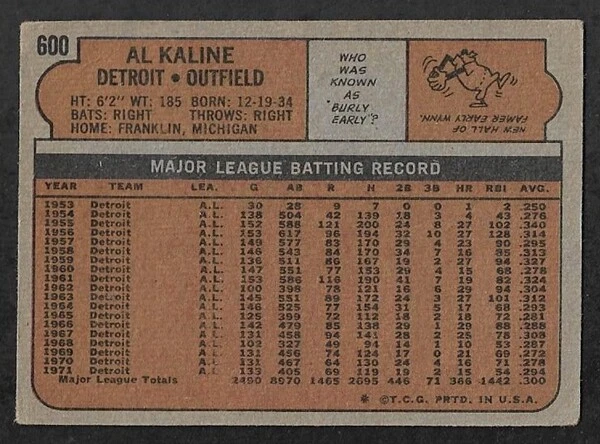 600
AL KALINE
DETROIT • OUTFIELD
HT: 6'2" WT: 185 BORN: 12-19-34
BATS: RIGHT THROWS: RIGHT
HOME: FRANKLIN, MICHIGAN
WHO
WAS
KNOWN
AS
"BURLY
EARLY"?
NEW HALL OF
FAMER EARLY WYNN.
MAJOR LEAGUE BATTING RECORD
YEAR TEAM LEA. G AB R H 2B 3B HR RBI AVG.
1953 Detroit A.L. 30 28 9 7 0 0 1 2 .250
1954 Detroit A.L. 138 504 42 139 18 3 4 43 .276
1955 Detroit A.L. 152 588 121 200 24 8 27 102 .340
1956 Detroit A.L. 153 617 96 194 32 10 27 128 .314
1957 Detroit A.L. 149 577 83 170 29 4 23 90 .295
1958 Detroit A.L. 146 543 84 170 34 7 16 85 .313
1959 Detroit A.L. 136 511 86 167 19 2 27 94 .327
1960 Detroit A.L. 147 551 77 153 29 4 15 68 .278
1961 Detroit A.L. 153 586 116 190 41 7 19 82 .324
1962 Detroit A.L. 100 398 78 121 16 6 29 94 .304
1963 Detroit A.L. 145 551 89 172 24 3 27 101 .312
1964 Detroit A.L. 146 525 77 154 31 5 17 68 .293
1965 Detroit A.L. 125 399 72 112 18 2 18 72 .281
1966 Detroit A.L. 142 479 85 138 29 1 29 88 .288
1967 Detroit A.L. 131 458 94 141 28 2 25 78 .308
1968 Detroit A.L. 102 327 49 94 14 1 10 53 .287
1969 Detroit A.L. 131 456 74 124 17 0 21 69 .272
1970 Detroit A.L. 131 467 64 130 24 4 16 71 .278
1971 Detroit A.L. 133 405 69 119 19 2 15 54 .294
Major League Totals 2490 8970 1465 2695 446 71 366 1442 .300
* ©T.C.G. PRTD. IN U.S.A.